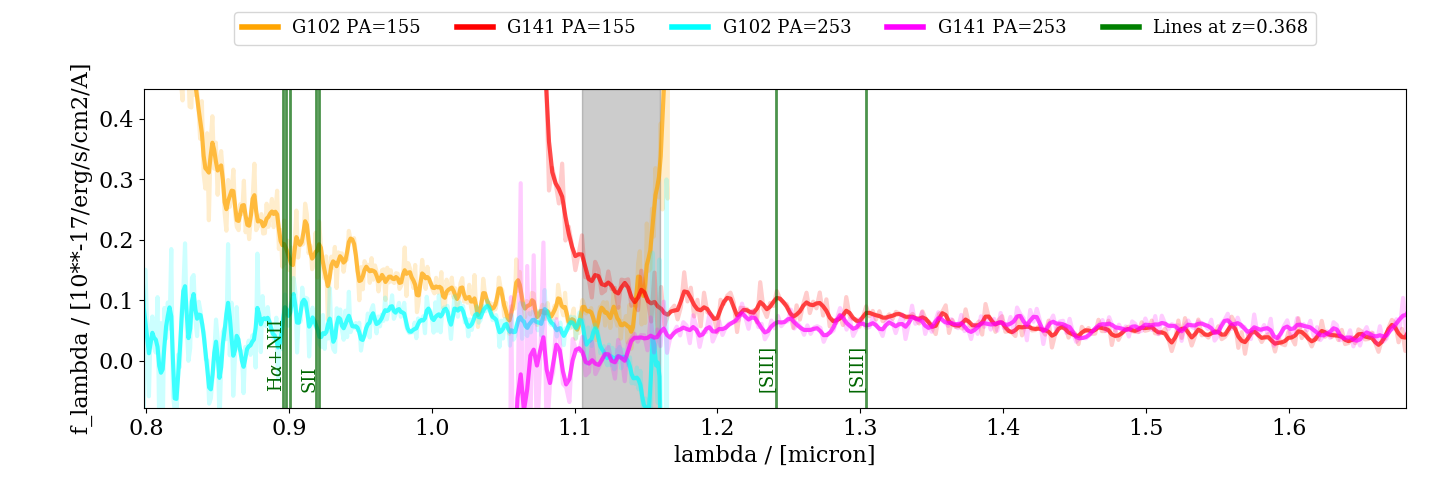 G102 PA=155
G141 PA=155
G102 PA=253
G141 PA=253
Lines at z=0.368
f_lambda / [10**-17/erg/s/cm2/A]
0.4
0.3
0.2
0.1
0.0
Hα+NII
SII
[SIII]
[SIII]
0.8
0.9
1.0
1.1
1.2
1.3
1.4
1.5
1.6
lambda / [micron]